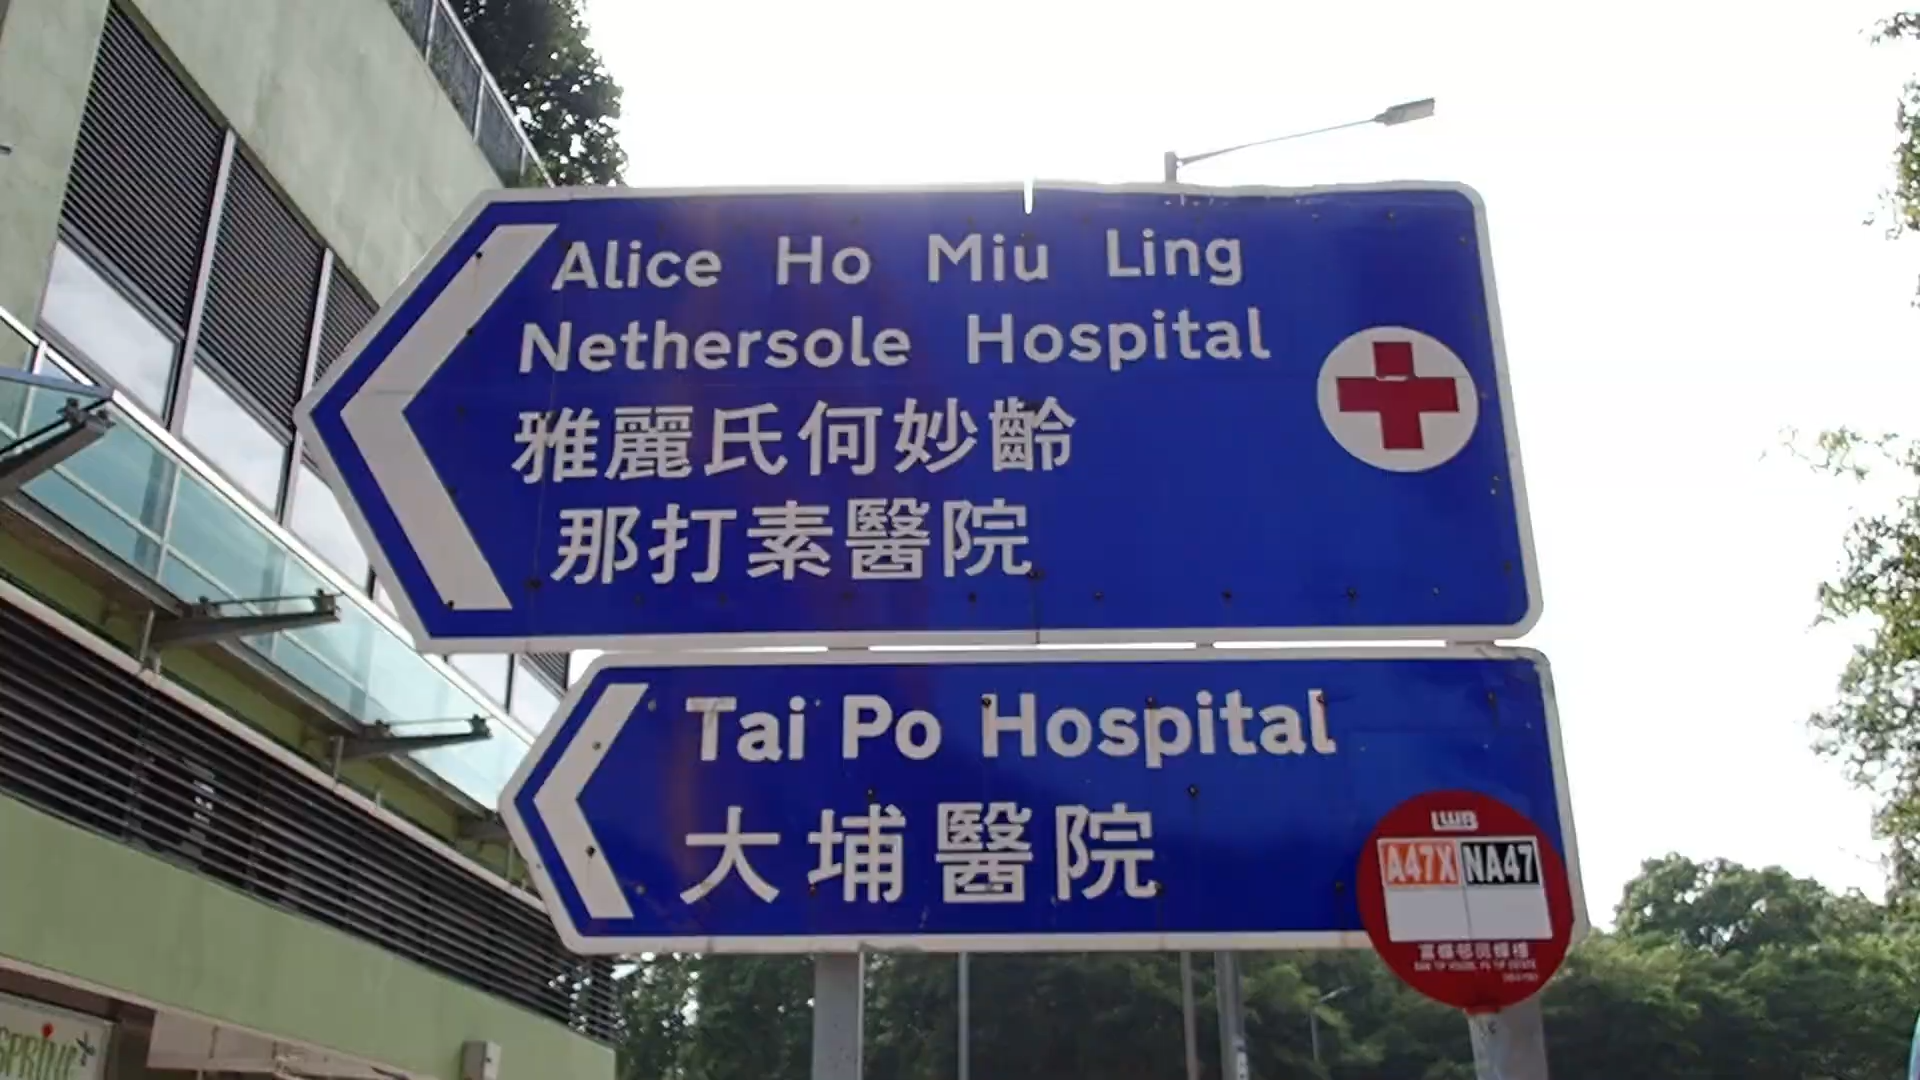 Alice Ho Miu Ling
Nethersole Hospital
雅麗氏何妙齡
那打素醫院
Tai Po Hospital
大埔醫院
LWB
A47X NA47